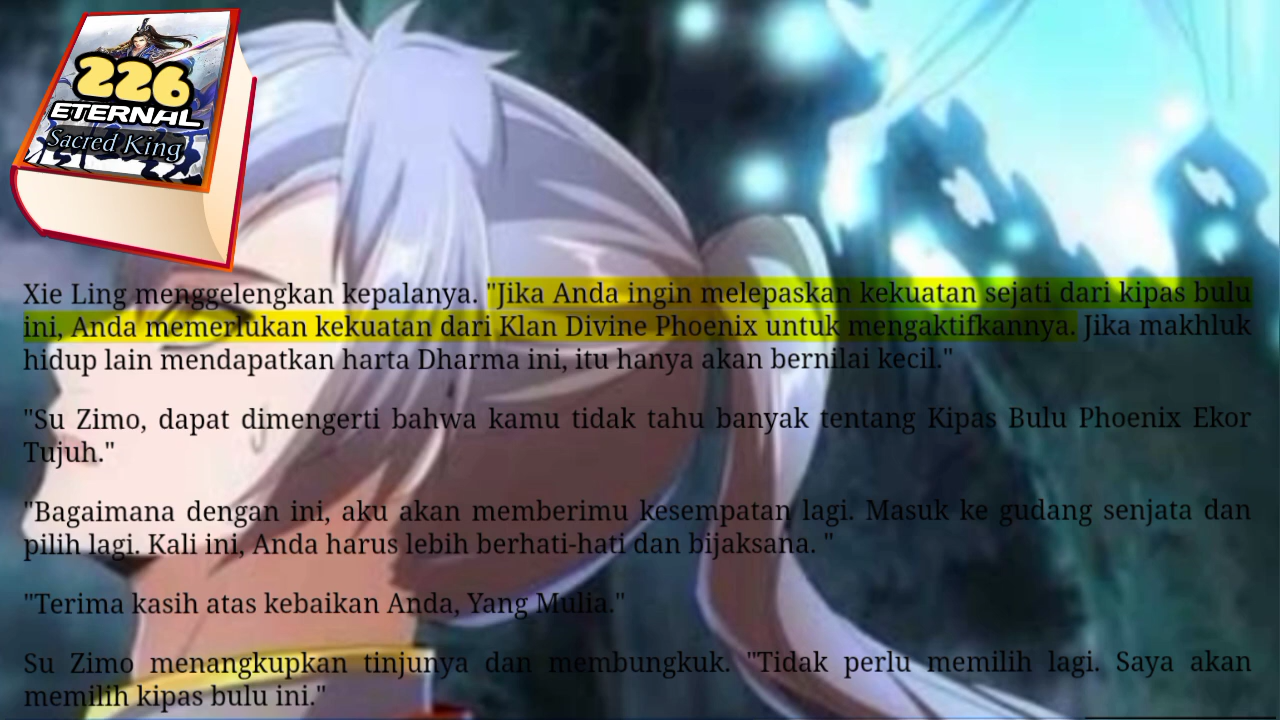 226
ETERNAL
Sacred King
Xie Ling menggelengkan kepalanya. "Jika Anda ingin melepaskan kekuatan sejati dari kipas bulu
ini, Anda memerlukan kekuatan dari Klan Divine Phoenix untuk mengaktifkannya. Jika makhluk
hidup lain mendapatkan harta Dharma ini, itu hanya akan bernilai kecil."
"Su Zimo, dapat dimengerti bahwa kamu tidak tahu banyak tentang Kipas Bulu Phoenix Ekor
Tujuh."
"Bagaimana dengan ini, aku akan memberimu kesempatan lagi. Masuk ke gudang senjata dan
pilih lagi. Kali ini, Anda harus lebih berhati-hati dan bijaksana. "
"Terima kasih atas kebaikan Anda, Yang Mulia."
Su Zimo menangkupkan tinjunya dan membungkuk. "Tidak perlu memilih lagi. Saya akan
memilih kipas bulu ini."